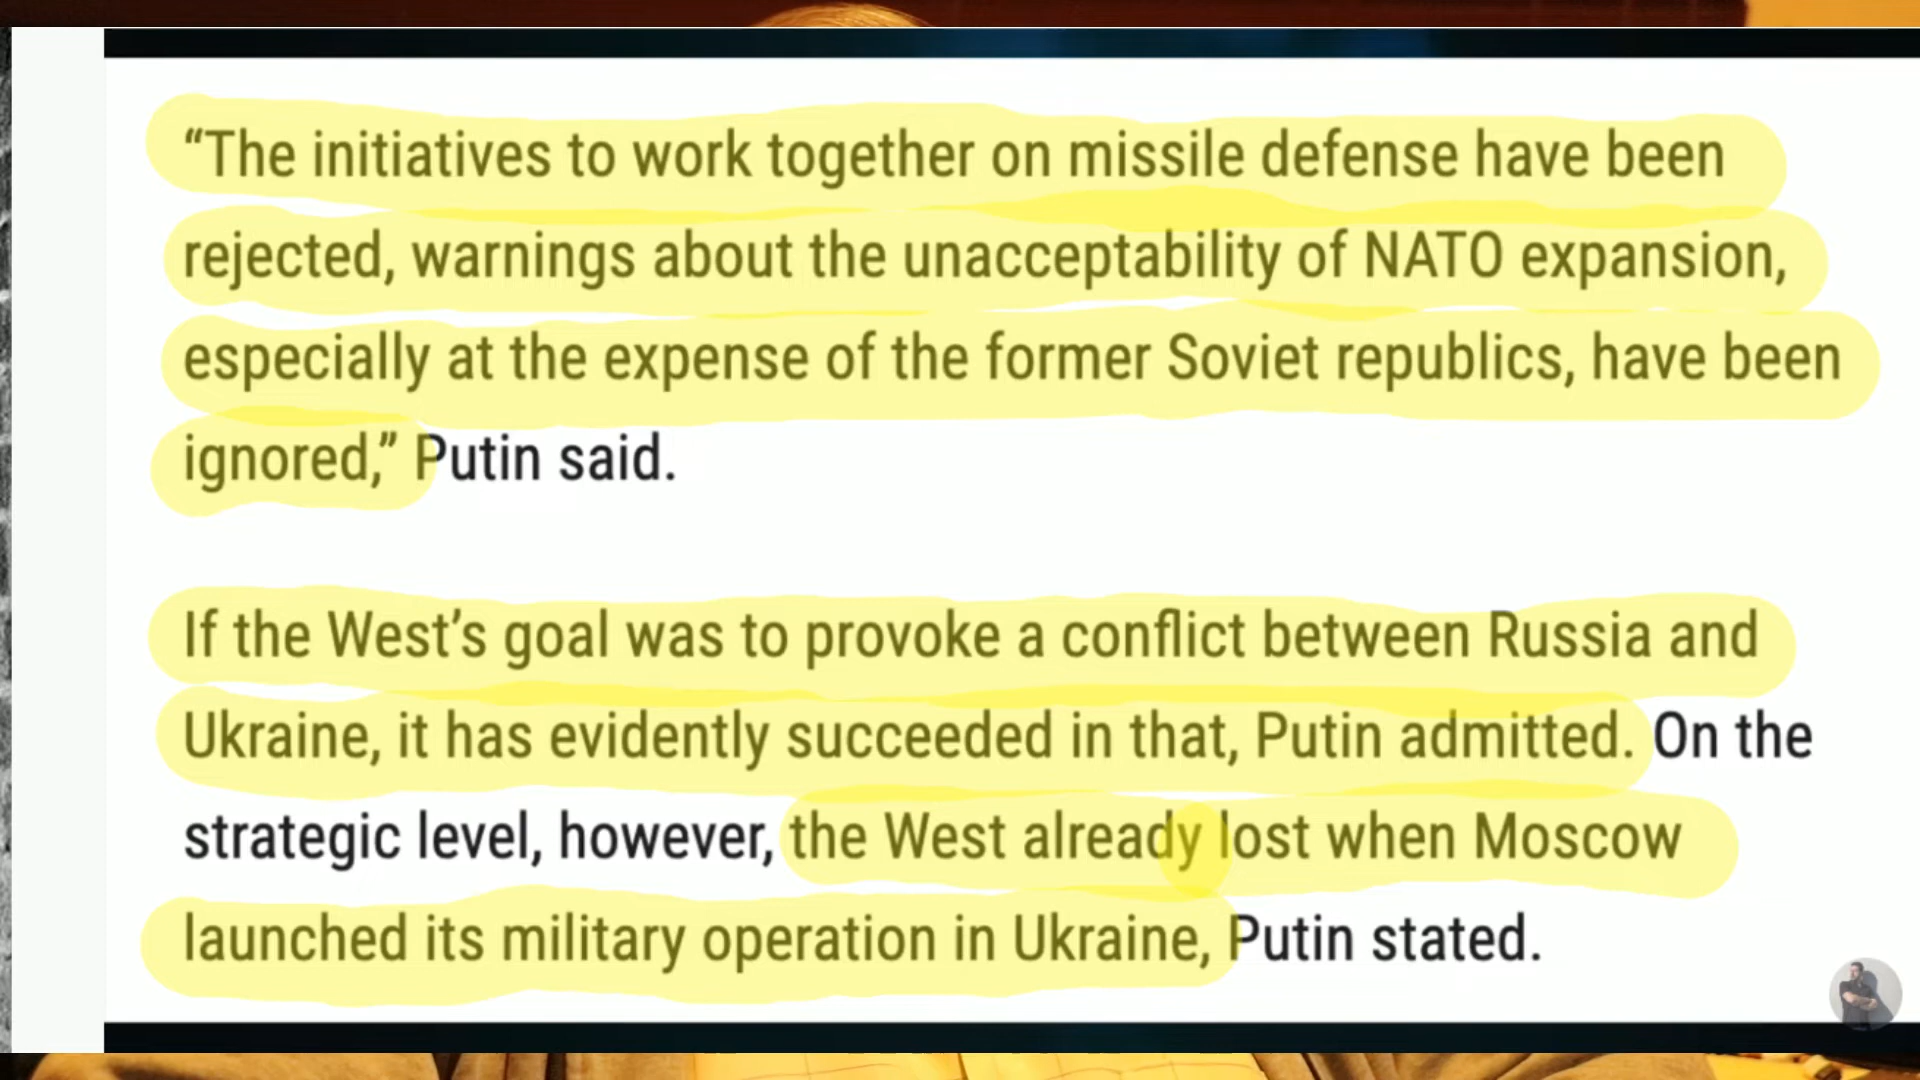 “The initiatives to work together on missile defense have been
rejected, warnings about the unacceptability of NATO expansion,
especially at the expense of the former Soviet republics, have been
ignored,” Putin said.
If the West’s goal was to provoke a conflict between Russia and
Ukraine, it has evidently succeeded in that, Putin admitted. On the
strategic level, however, the West already lost when Moscow
launched its military operation in Ukraine, Putin stated.